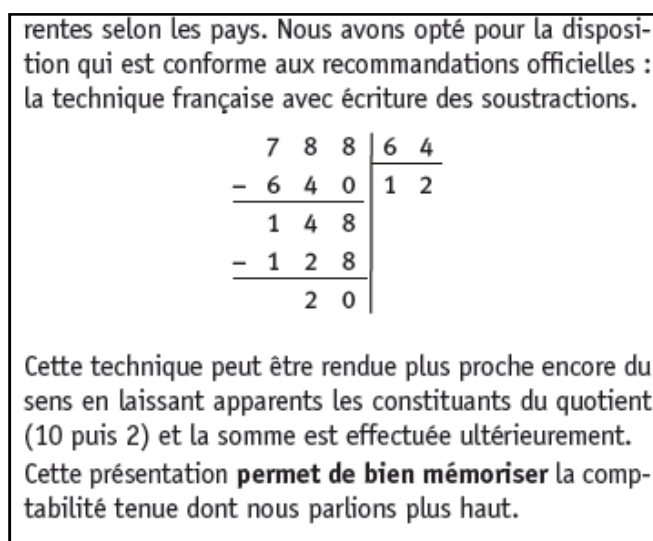 rentes selon les pays. Nous avons opté pour la disposi-
tion qui est conforme aux recommandations officielles :
la technique française avec écriture des soustractions.
7 8 8 | 6 4
– 6 4 0 | 1 2
1 4 8
– 1 2 8
2 0
Cette technique peut être rendue plus proche encore du
sens en laissant apparents les constituants du quotient
(10 puis 2) et la somme est effectuée ultérieurement.
Cette présentation permet de bien mémoriser la comp-
tabilité tenue dont nous parlions plus haut.